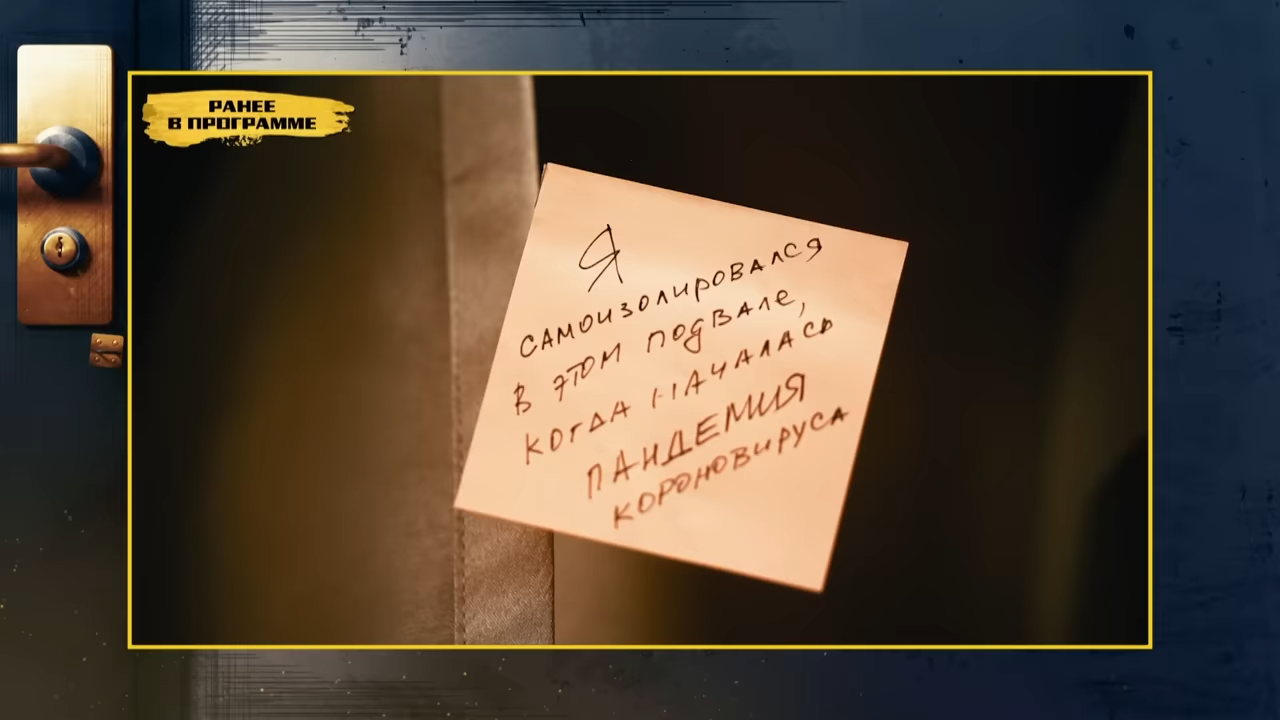 РАНЕЕ
В ПРОГРАММЕ
Я
САМОИЗОЛИРОВАЛСЯ
В ЭТОМ ПОДВАЛЕ,
КОГДА НАЧАЛАСЬ
ПАНДЕМИЯ
КОРОНОВИРУСА